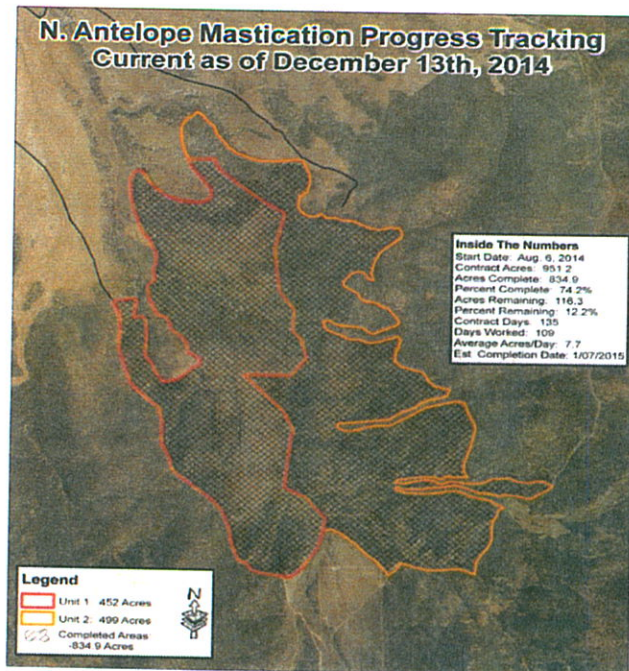 N. Antelope Mastication Progress Tracking
Current as of December 13th, 2014
Inside The Numbers
Start Date: Aug. 6, 2014
Contract Acres: 951.2
Acres Complete: 834.9
Percent Complete: 74.2%
Acres Remaining: 116.3
Percent Remaining: 12.2%
Contract Days: 135
Days Worked: 109
Average Acres/Day: 7.7
Est. Completion Date: 1/07/2015
Legend
Unit 1: 452 Acres
Unit 2: 499 Acres
Completed Areas
-834.9 Acres
N